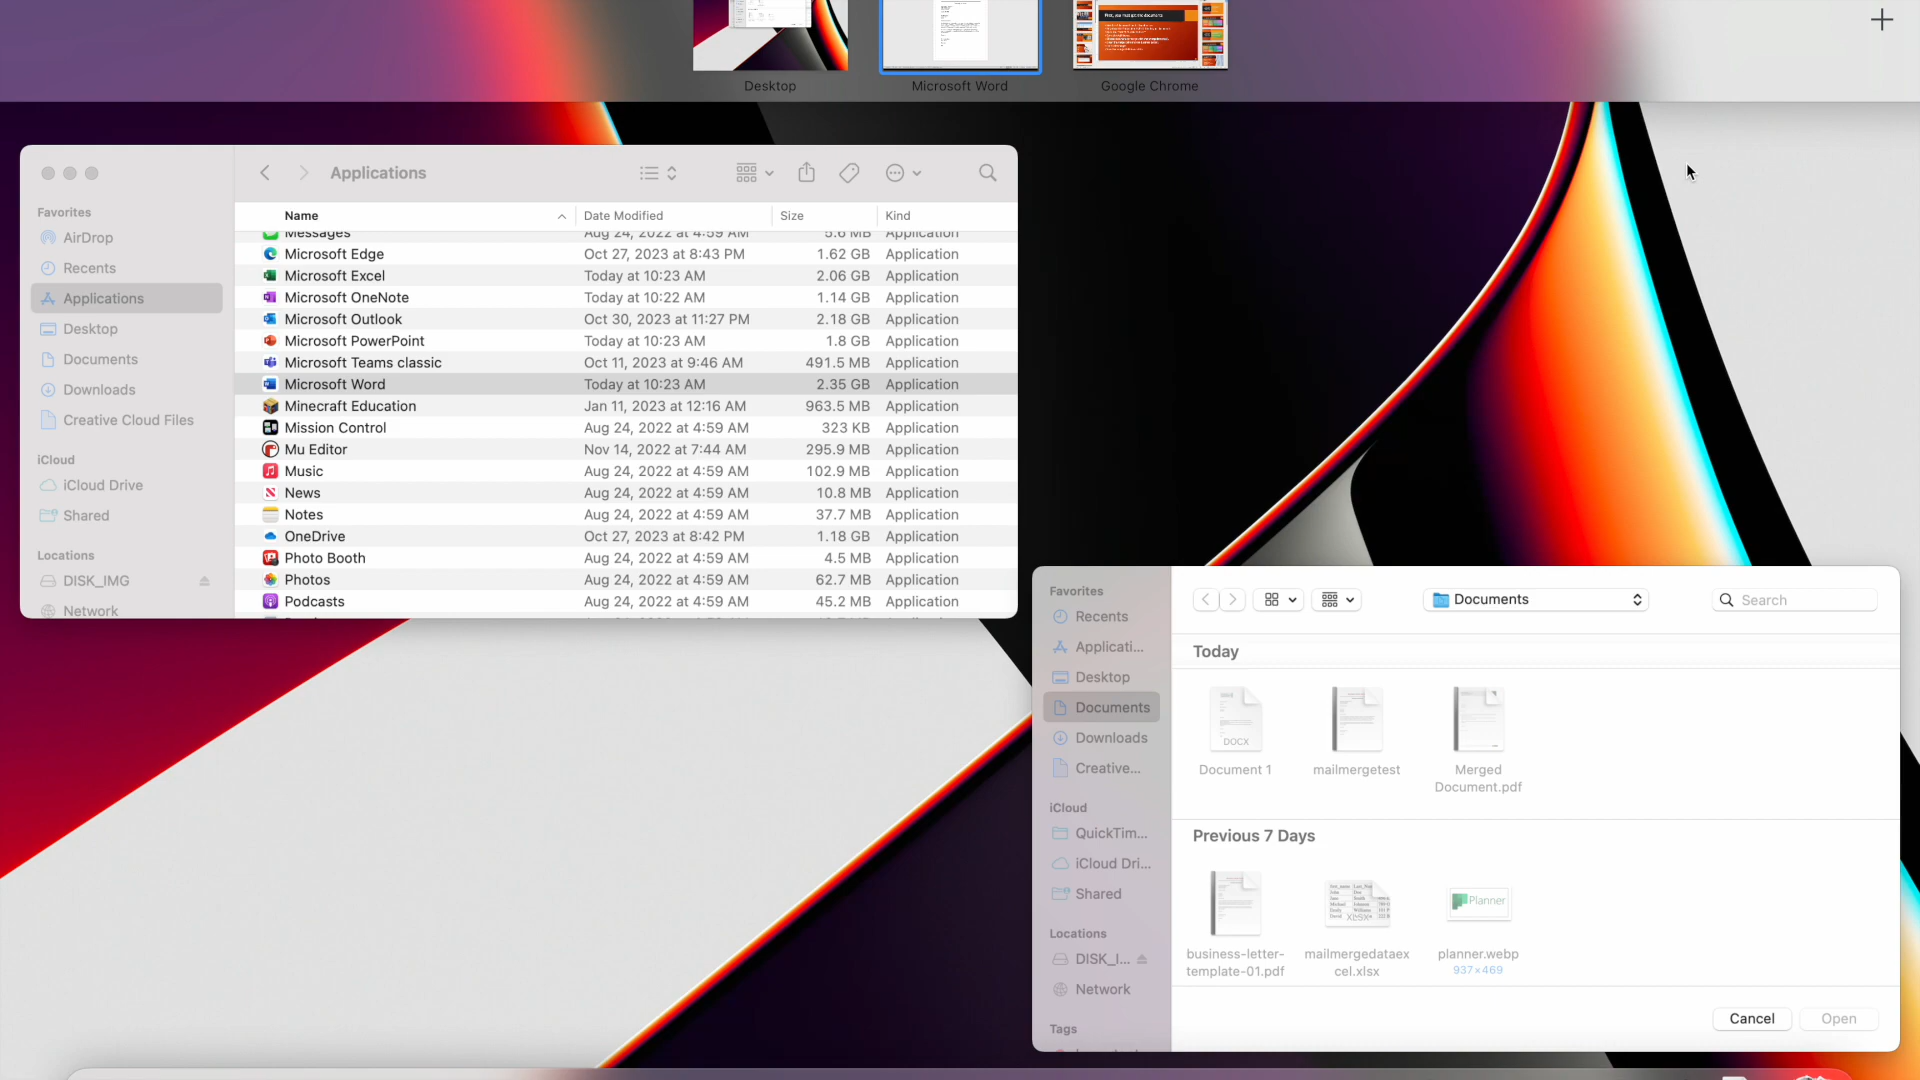 Desktop
Microsoft Word
Google Chrome
Applications
Favorites
AirDrop
Recents
Applications
Desktop
Documents
Downloads
Creative Cloud Files
iCloud
iCloud Drive
Shared
Locations
DISK_IMG
Network
Name Date Modified Size Kind
Messages Aug 24, 2022 at 4:59 AM 5.6 MB Application
Microsoft Edge Oct 27, 2023 at 8:43 PM 1.62 GB Application
Microsoft Excel Today at 10:23 AM 2.06 GB Application
Microsoft OneNote Today at 10:22 AM 1.14 GB Application
Microsoft Outlook Oct 30, 2023 at 11:27 PM 2.18 GB Application
Microsoft PowerPoint Today at 10:23 AM 1.8 GB Application
Microsoft Teams classic Oct 11, 2023 at 9:46 AM 491.5 MB Application
Microsoft Word Today at 10:23 AM 2.35 GB Application
Minecraft Education Jan 11, 2023 at 12:16 AM 963.5 MB Application
Mission Control Aug 24, 2022 at 4:59 AM 323 KB Application
Mu Editor Nov 14, 2022 at 7:44 AM 295.9 MB Application
Music Aug 24, 2022 at 4:59 AM 102.9 MB Application
News Aug 24, 2022 at 4:59 AM 10.8 MB Application
Notes Aug 24, 2022 at 4:59 AM 37.7 MB Application
OneDrive Oct 27, 2023 at 8:42 PM 1.18 GB Application
Photo Booth Aug 24, 2022 at 4:59 AM 4.5 MB Application
Photos Aug 24, 2022 at 4:59 AM 62.7 MB Application
Podcasts Aug 24, 2022 at 4:59 AM 45.2 MB Application
Favorites
Recents
Applicati...
Desktop
Documents
Downloads
Creative...
iCloud
QuickTim...
iCloud Dri...
Shared
Locations
DISK_I...
Network
Tags
Documents
Search
Today
DOCX
Document 1
mailmergetest
Merged
Document.pdf
Previous 7 Days
XLSX
Planner
business-letter-
template-01.pdf
mailmergedataex
cel.xlsx
planner.webp
937×469
Cancel
Open